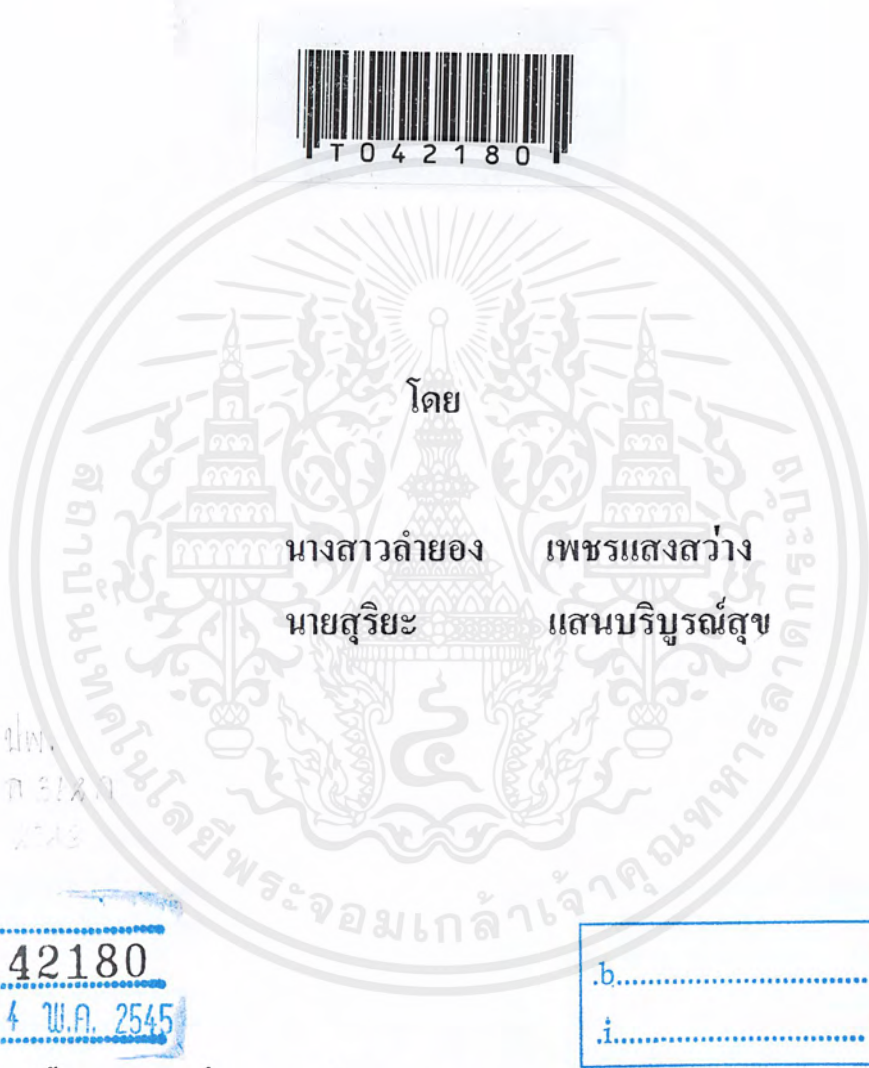 T042180
โดย
นางสาวลำยอง เพชรแสงสว่าง
นายสุริยะ แสนบริบูรณ์สุข
สถาบันเทคโนโลยีพระจอมเกล้าเจ้าคุณทหารลาดกระบัง
ปพ.
42180
4 พ.ค. 2545
.b.
.i.